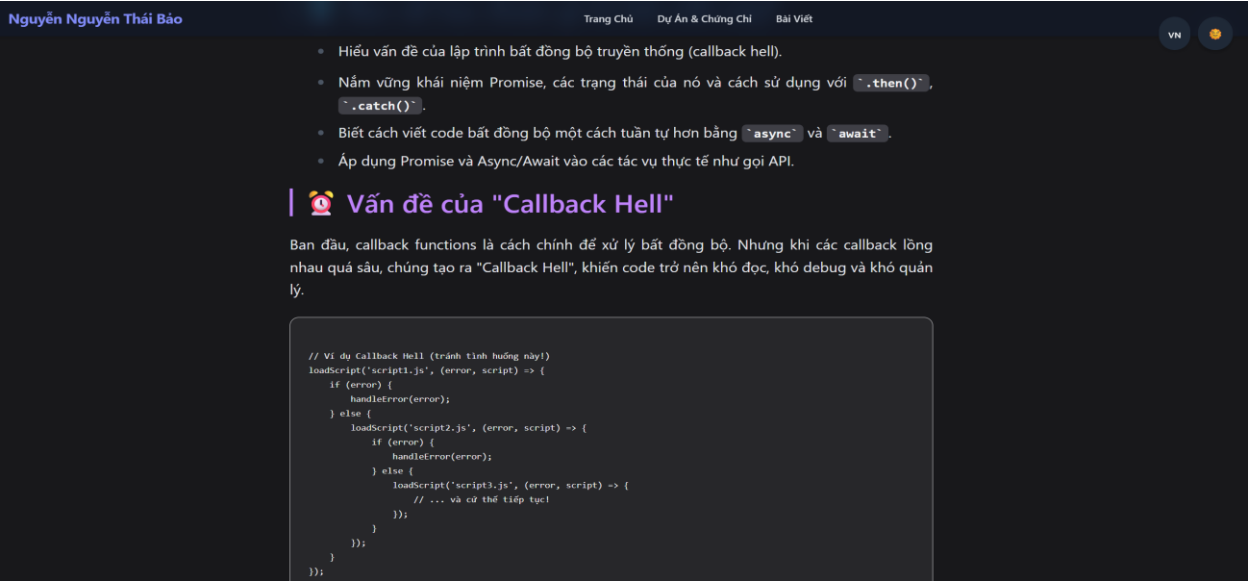 Nguyễn Nguyễn Thái Bảo
Trang Chủ
Dự Án & Chứng Chỉ
Bài Viết
VN
Hiểu vấn đề của lập trình bất đồng bộ truyền thống (callback hell).
Nắm vững khái niệm Promise, các trạng thái của nó và cách sử dụng với `.then()`,
`.catch()`.
Biết cách viết code bất đồng bộ một cách tuần tự hơn bằng `async` và `await`.
Áp dụng Promise và Async/Await vào các tác vụ thực tế như gọi API.
Vấn đề của "Callback Hell"
Ban đầu, callback functions là cách chính để xử lý bất đồng bộ. Nhưng khi các callback lồng
nhau quá sâu, chúng tạo ra "Callback Hell", khiến code trở nên khó đọc, khó debug và khó quản
lý.
// Ví dụ Callback Hell (tránh tình huống này!)
loadScript('script1.js', (error, script) => {
    if (error) {
        handleError(error);
    } else {
        loadScript('script2.js', (error, script) => {
            if (error) {
                handleError(error);
            } else {
                loadScript('script3.js', (error, script) => {
                    // ... và cứ thế tiếp tục!
                });
            }
        });
    }
});